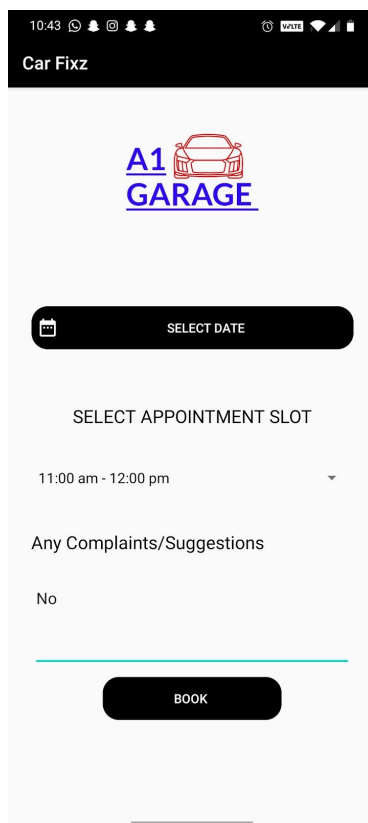 10:43
VoLTE
Car Fixz
A1
GARAGE
SELECT DATE
SELECT APPOINTMENT SLOT
11:00 am - 12:00 pm
Any Complaints/Suggestions
No
BOOK